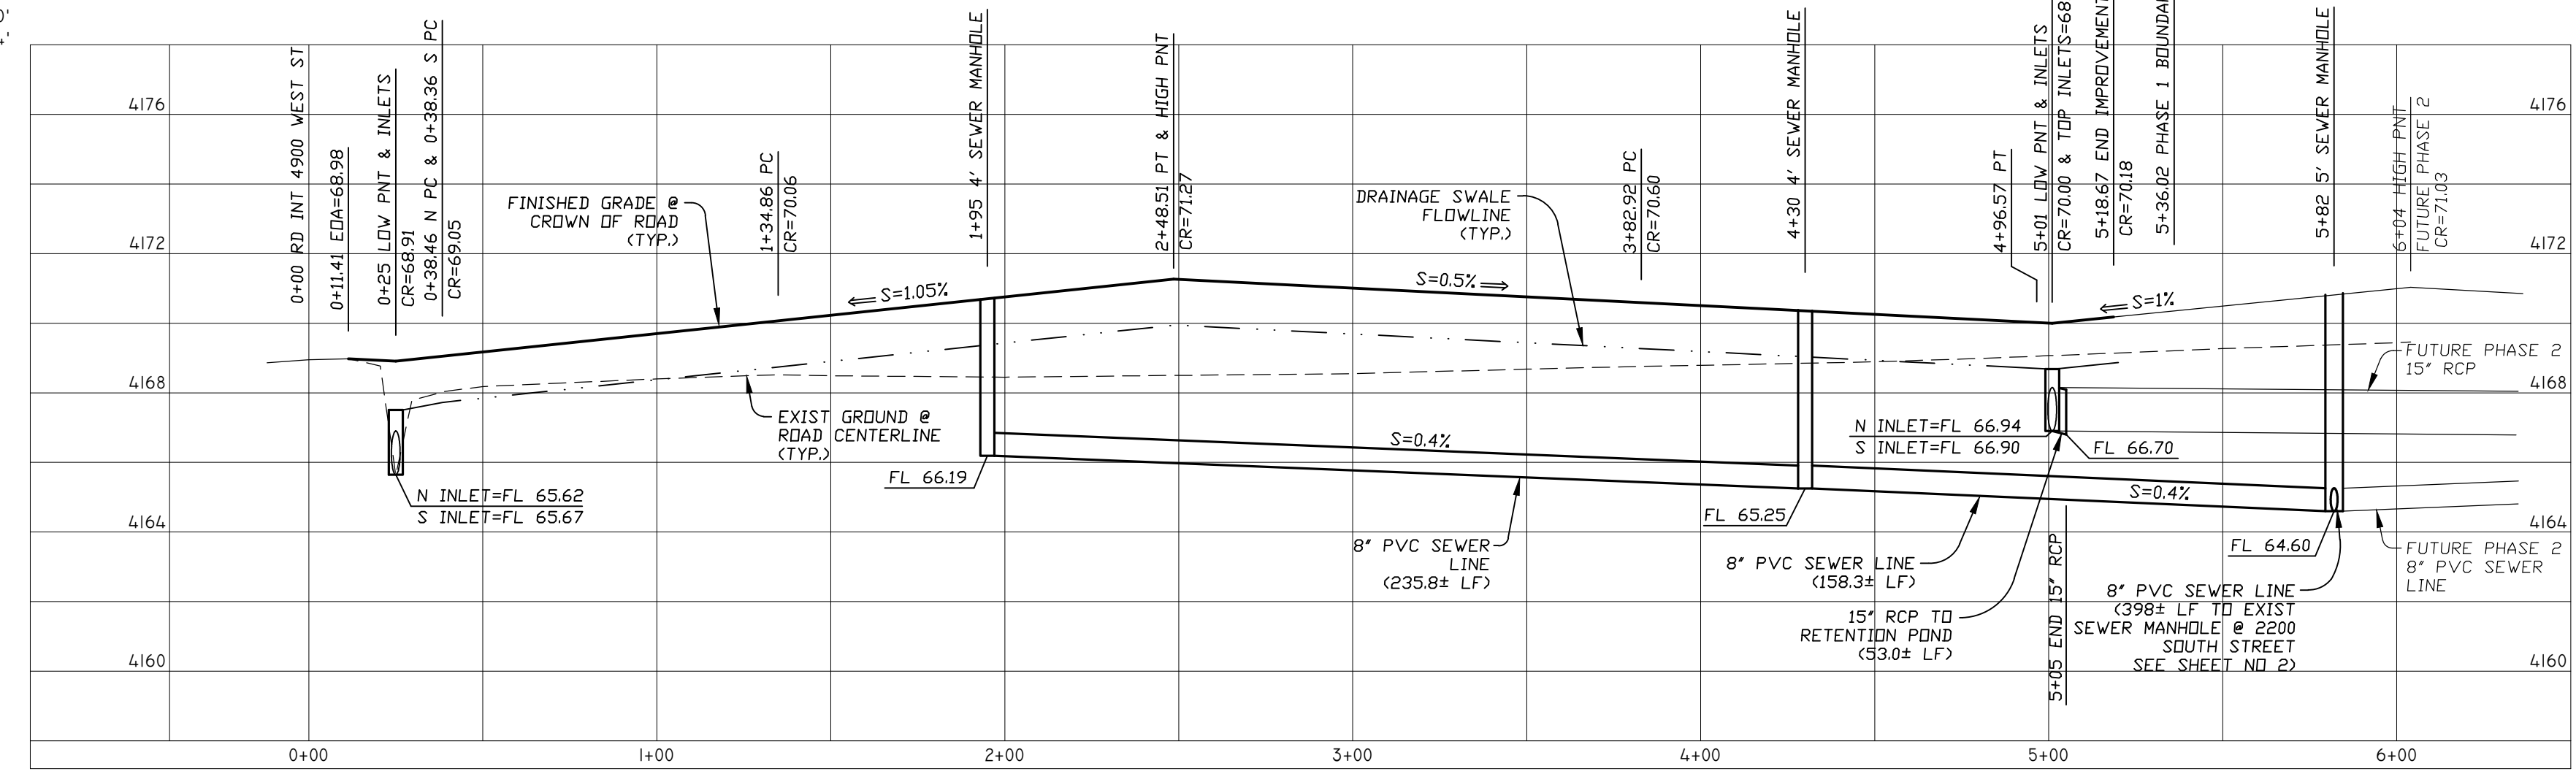 0'
4'
0+00 RD INT 4900 WEST ST
0+11.41 EOA=68.98
0+25 LOW PNT & INLETS
CR=68.91
0+38.46 N PC & 0+38.36 S PC
CR=69.05
1+34.86 PC
CR=70.06
1+95 4' SEWER MANHOLE
2+48.51 PT & HIGH PNT
CR=71.27
3+82.92 PC
CR=70.60
4+30 4' SEWER MANHOLE
4+96.57 PT
5+01 LOW PNT & INLETS
CR=70.00 & TOP INLETS=68
5+18.67 END IMPROVEMENT
CR=70.18
5+36.02 PHASE 1 BOUNDAR
5+82 5' SEWER MANHOLE
6+04 HIGH PNT
FUTURE PHASE 2
CR=71.03
4176
4176
4172
4172
4168
4168
4164
4164
4160
4160
FINISHED GRADE @
CROWN OF ROAD
(TYP.)
DRAINAGE SWALE
FLOWLINE
(TYP.)
S=1.05%
S=0.5%
S=1%
FUTURE PHASE 2
15" RCP
EXIST GROUND @
ROAD CENTERLINE
(TYP.)
S=0.4%
N INLET=FL 66.94
S INLET=FL 66.90
FL 66.70
N INLET=FL 65.62
S INLET=FL 65.67
FL 66.19
S=0.4%
FL 65.25
FL 64.60
8" PVC SEWER
LINE
(235.8± LF)
8" PVC SEWER LINE
(158.3± LF)
15" RCP TO
RETENTION POND
(53.0± LF)
5+05 END 15" RCP
8" PVC SEWER LINE
(398± LF TO EXIST
SEWER MANHOLE @ 2200
SOUTH STREET
SEE SHEET NO 2)
FUTURE PHASE 2
8" PVC SEWER
LINE
0+00
1+00
2+00
3+00
4+00
5+00
6+00